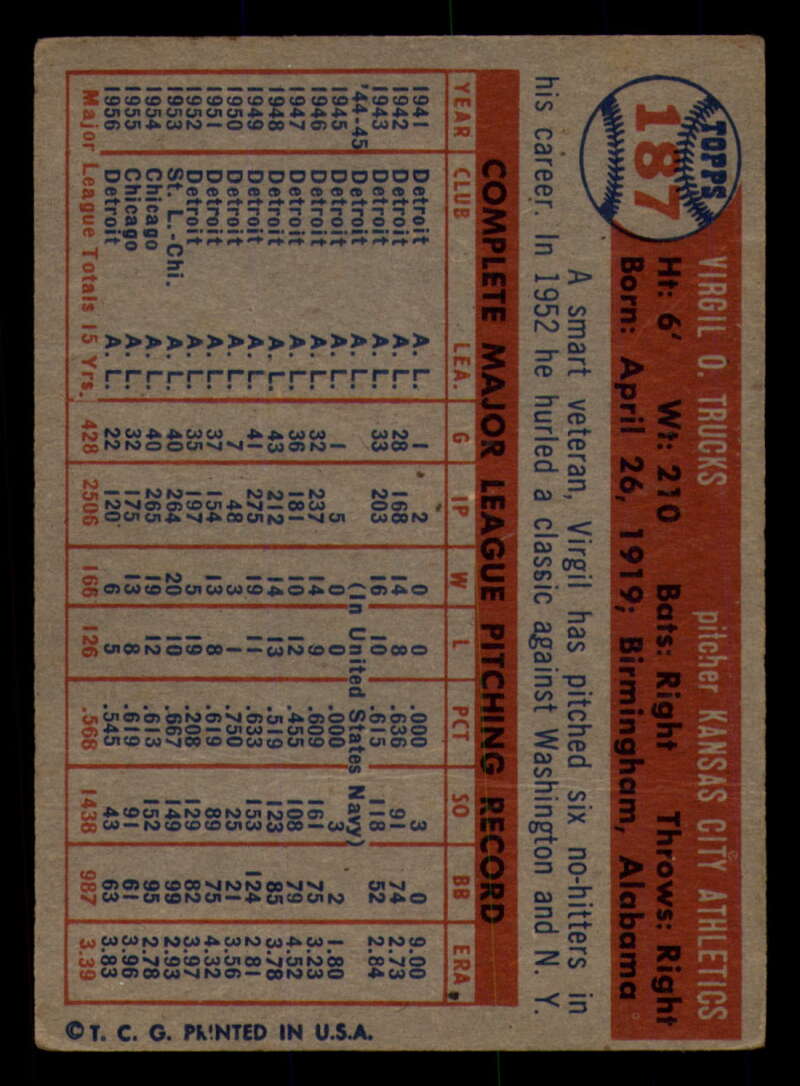 TOPPS
187
VIRGIL O. TRUCKS pitcher KANSAS CITY ATHLETICS
Ht: 6' Wt: 210 Bats: Right Throws: Right
Born: April 26, 1919; Birmingham, Alabama
A smart veteran, Virgil has pitched six no-hitters in
his career. In 1952 he hurled a classic against Washington and N. Y.
COMPLETE MAJOR LEAGUE PITCHING RECORD
YEAR CLUB LEA. G IP W L PCT SO BB ERA
1941 Detroit A. L. 1 2 0 0 .000 3 0 9.00
1942 Detroit A. L. 28 168 14 8 .636 91 74 2.73
1943 Detroit A. L. 33 203 16 10 .615 118 52 2.84
'44-45 Detroit A. L. (In United States Navy)
1945 Detroit A. L. 1 5 0 0 .000 3 2 1.80
1946 Detroit A. L. 32 237 14 9 .609 161 75 3.23
1947 Detroit A. L. 36 181 10 12 .455 108 79 4.52
1948 Detroit A. L. 43 212 14 13 .519 123 85 3.78
1949 Detroit A. L. 41 275 19 11 .633 153 124 2.81
1950 Detroit A. L. 7 48 3 1 .750 25 21 3.56
1951 Detroit A. L. 37 154 13 8 .619 89 75 4.32
1952 Detroit A. L. 35 197 5 19 .208 129 82 3.97
1953 St. L.-Chi. A. L. 40 264 20 10 .667 149 99 2.93
1954 Chicago A. L. 40 265 19 12 .613 152 95 2.78
1955 Chicago A. L. 32 175 13 8 .619 91 61 3.96
1956 Detroit A. L. 22 120 6 5 .545 43 63 3.83
Major League Totals 15 Yrs. 428 2506 166 126 .568 1438 987 3.39
© T. C. G. PRINTED IN U.S.A.